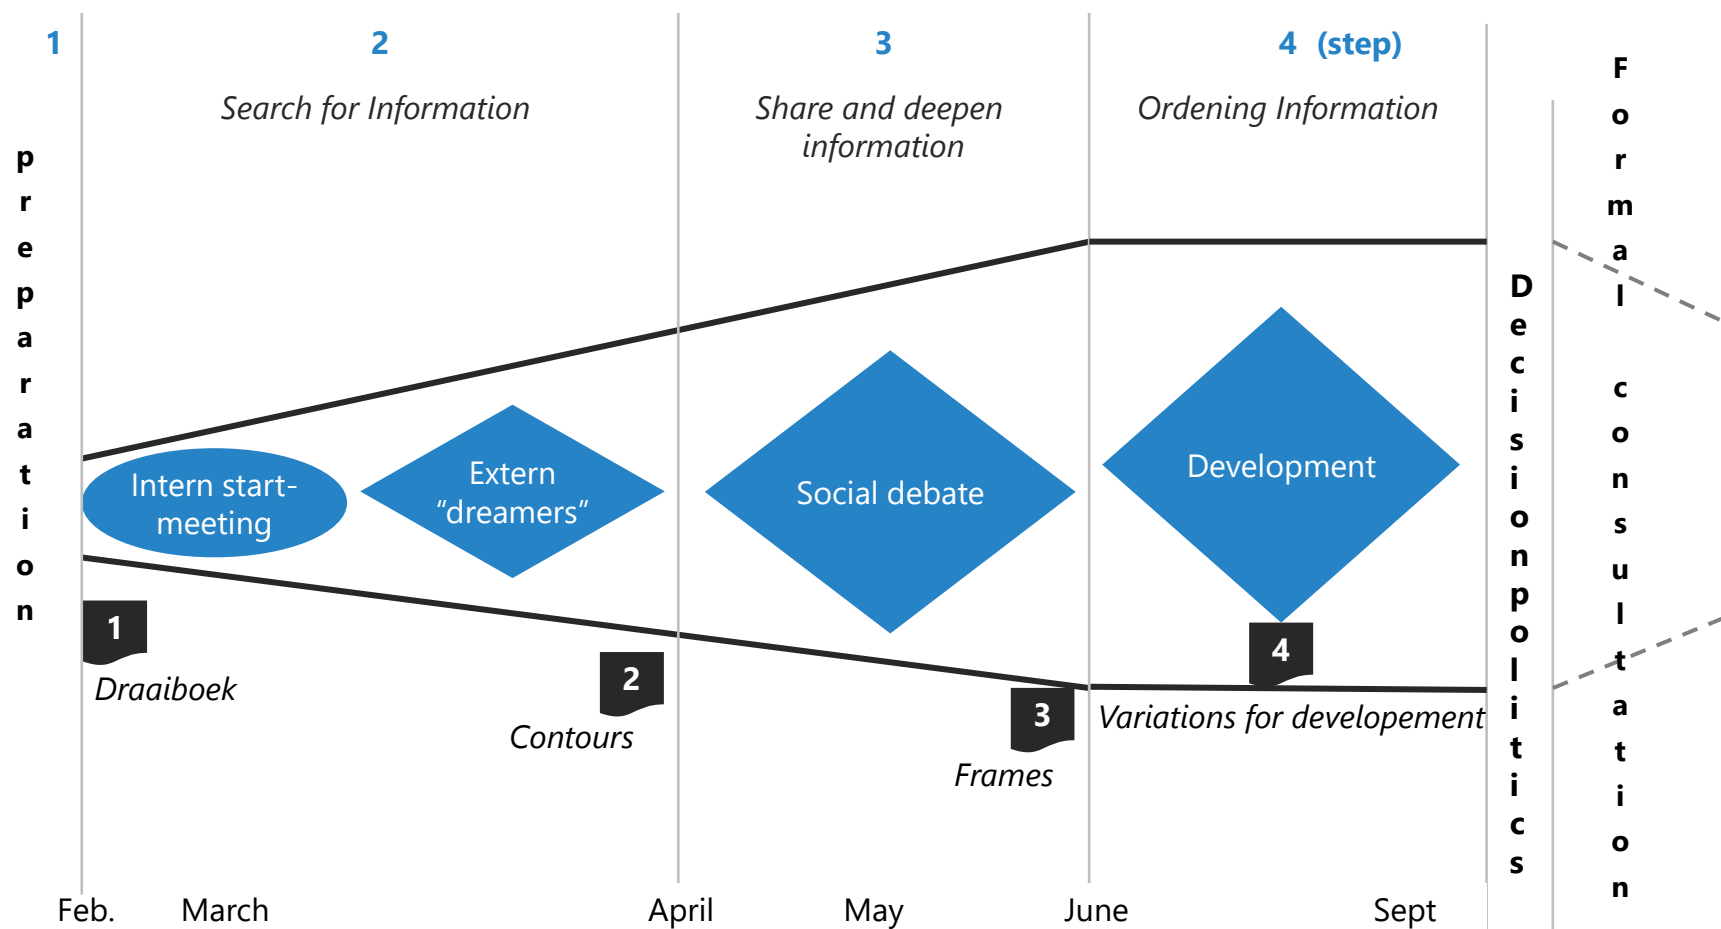 1
2
3
4 (step)
Search for Information
Share and deepen
information
Ordening Information
preparation
Intern start-
meeting
Extern
“dreamers”
Social debate
Development
Decisionpolitics
Formal consultation
1
Draaiboek
2
Contours
3
Frames
4
Variations for developement
Feb.
March
April
May
June
Sept